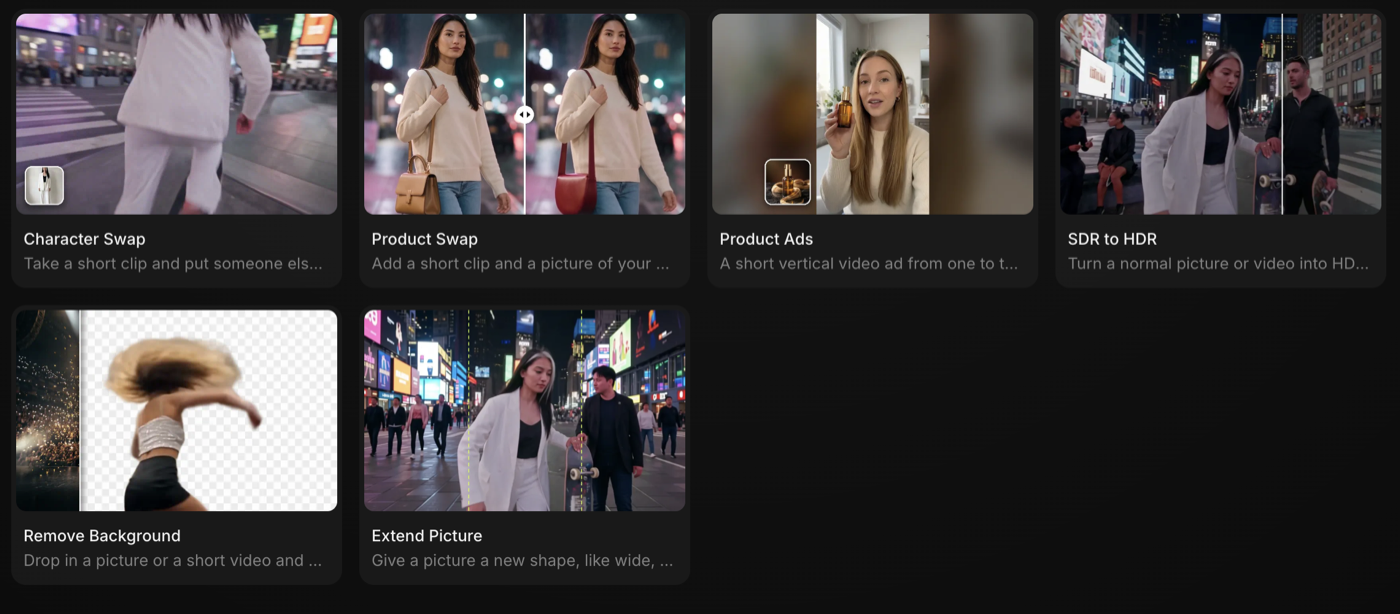 Character Swap
Take a short clip and put someone els...
Product Swap
Add a short clip and a picture of your ...
Product Ads
A short vertical video ad from one to t...
SDR to HDR
Turn a normal picture or video into HD...
Remove Background
Drop in a picture or a short video and ...
Extend Picture
Give a picture a new shape, like wide, ...